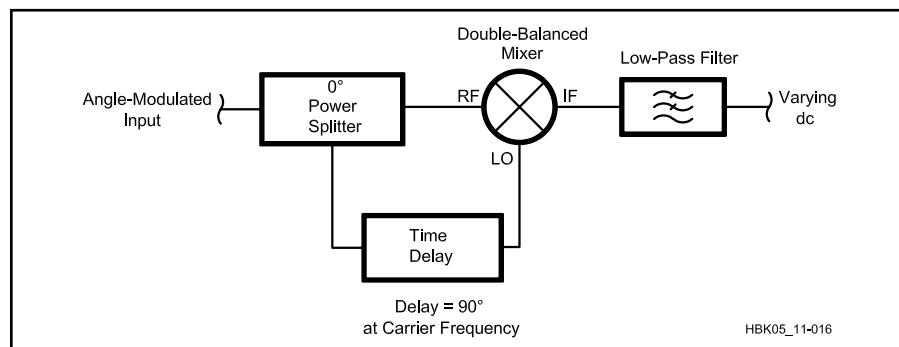 Double-Balanced
Mixer
Low-Pass Filter
Angle-Modulated
Input
0°
Power
Splitter
RF
IF
LO
Varying
dc
Time
Delay
Delay = 90°
at Carrier Frequency
HBK05_11-016